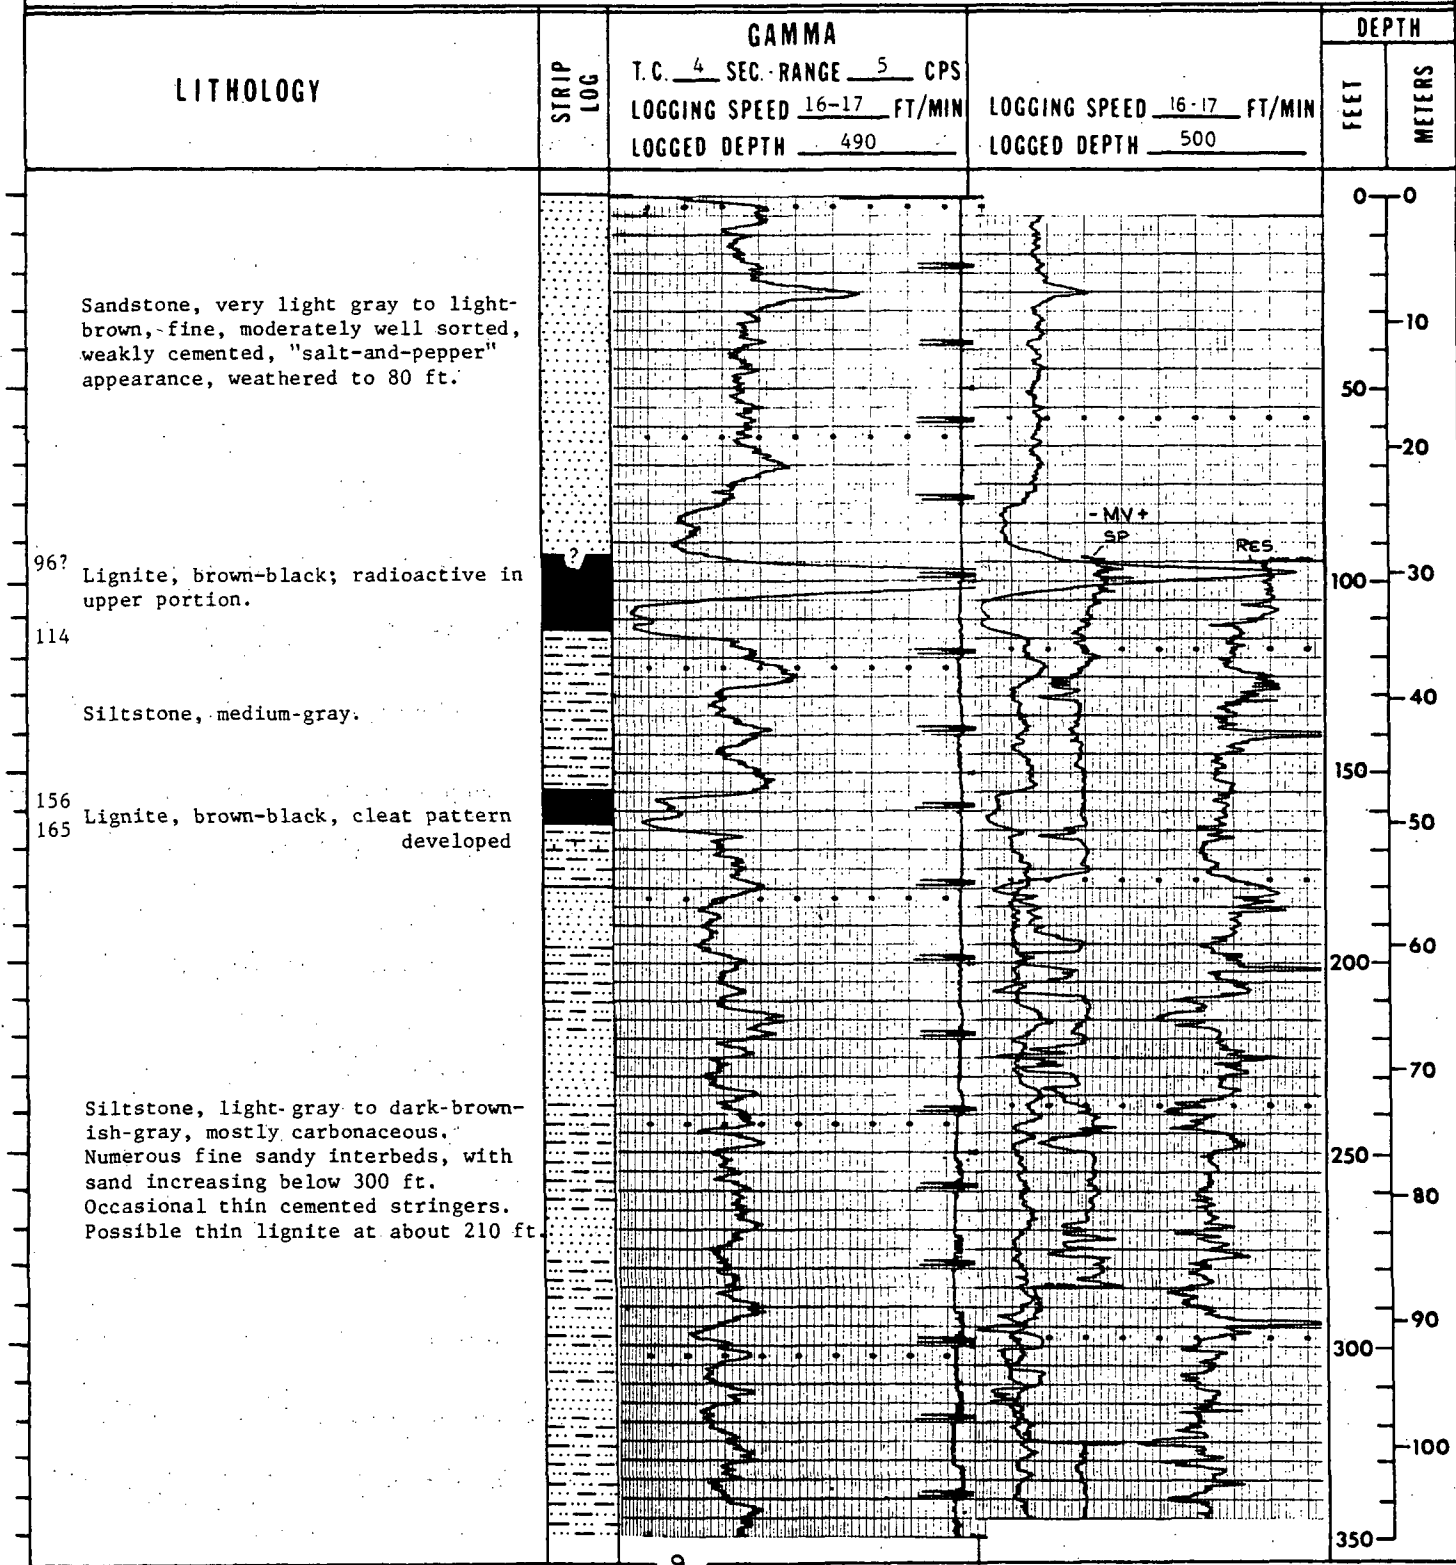 LITHOLOGY
STRIP LOG
GAMMA
T.C. 4 SEC. RANGE 5 CPS
LOGGING SPEED 16-17 FT/MIN
LOGGED DEPTH 490
LOGGING SPEED 16-17 FT/MIN
LOGGED DEPTH 500
DEPTH
FEET
METERS
0 0
Sandstone, very light gray to light-
brown, fine, moderately well sorted,
weakly cemented, "salt-and-pepper"
appearance, weathered to 80 ft.
10
50
20
- MV +
SP
RES.
96?
?
Lignite, brown-black; radioactive in
upper portion.
100
30
114
40
Siltstone, medium-gray.
150
156
165
Lignite, brown-black, cleat pattern
developed
50
60
200
70
Siltstone, light-gray to dark-brown-
ish-gray, mostly carbonaceous.
Numerous fine sandy interbeds, with
sand increasing below 300 ft.
Occasional thin cemented stringers.
Possible thin lignite at about 210 ft.
250
80
90
300
100
350
9